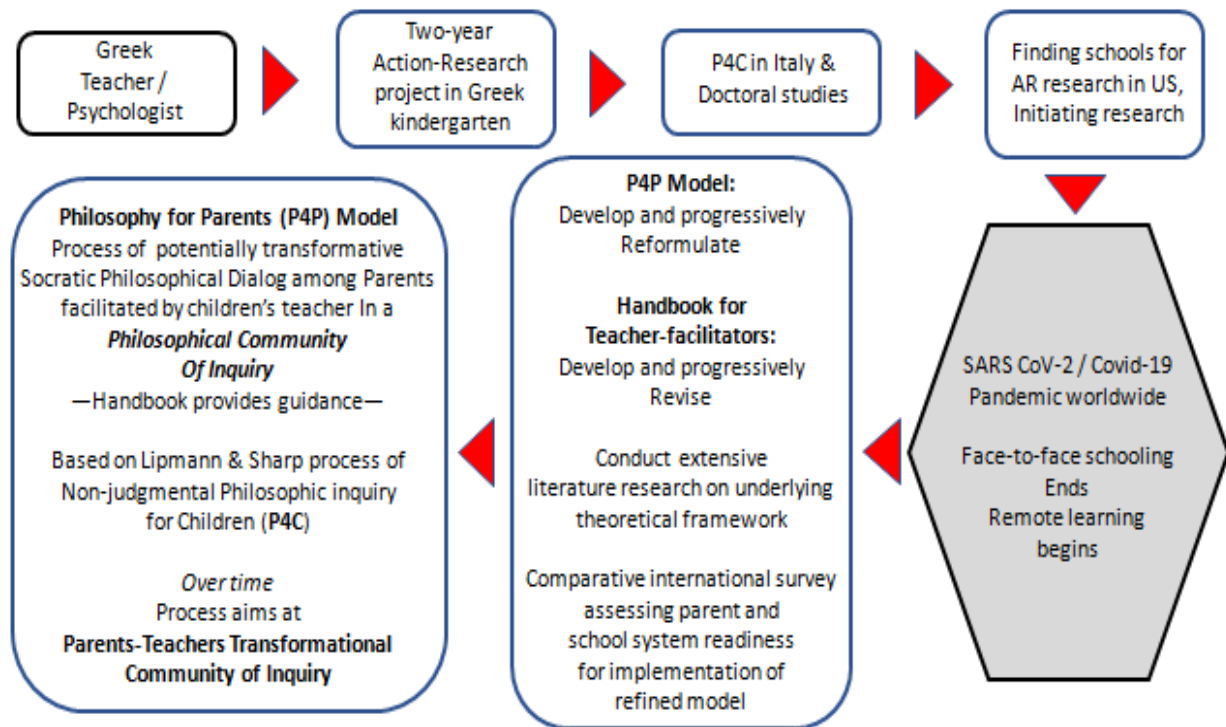 Greek
Teacher /
Psychologist
Two-year
Action-Research
project in Greek
kindergarten
P4C in Italy &
Doctoral studies
Finding schools for
AR research in US,
Initiating research
SARS CoV-2 / Covid-19
Pandemic worldwide
Face-to-face schooling
Ends
Remote learning
begins
P4P Model:
Develop and progressively
Reformulate
Handbook for
Teacher-facilitators:
Develop and progressively
Revise
Conduct extensive
literature research on underlying
theoretical framework
Comparative international survey
assessing parent and
school system readiness
for implementation of
refined model
Philosophy for Parents (P4P) Model
Process of potentially transformative
Socratic Philosophical Dialog among Parents
facilitated by children's teacher In a
Philosophical Community
Of Inquiry
—Handbook provides guidance—
Based on Lipmann & Sharp process of
Non-judgmental Philosophic inquiry
for Children (P4C)
Over time
Process aims at
Parents-Teachers Transformational
Community of Inquiry